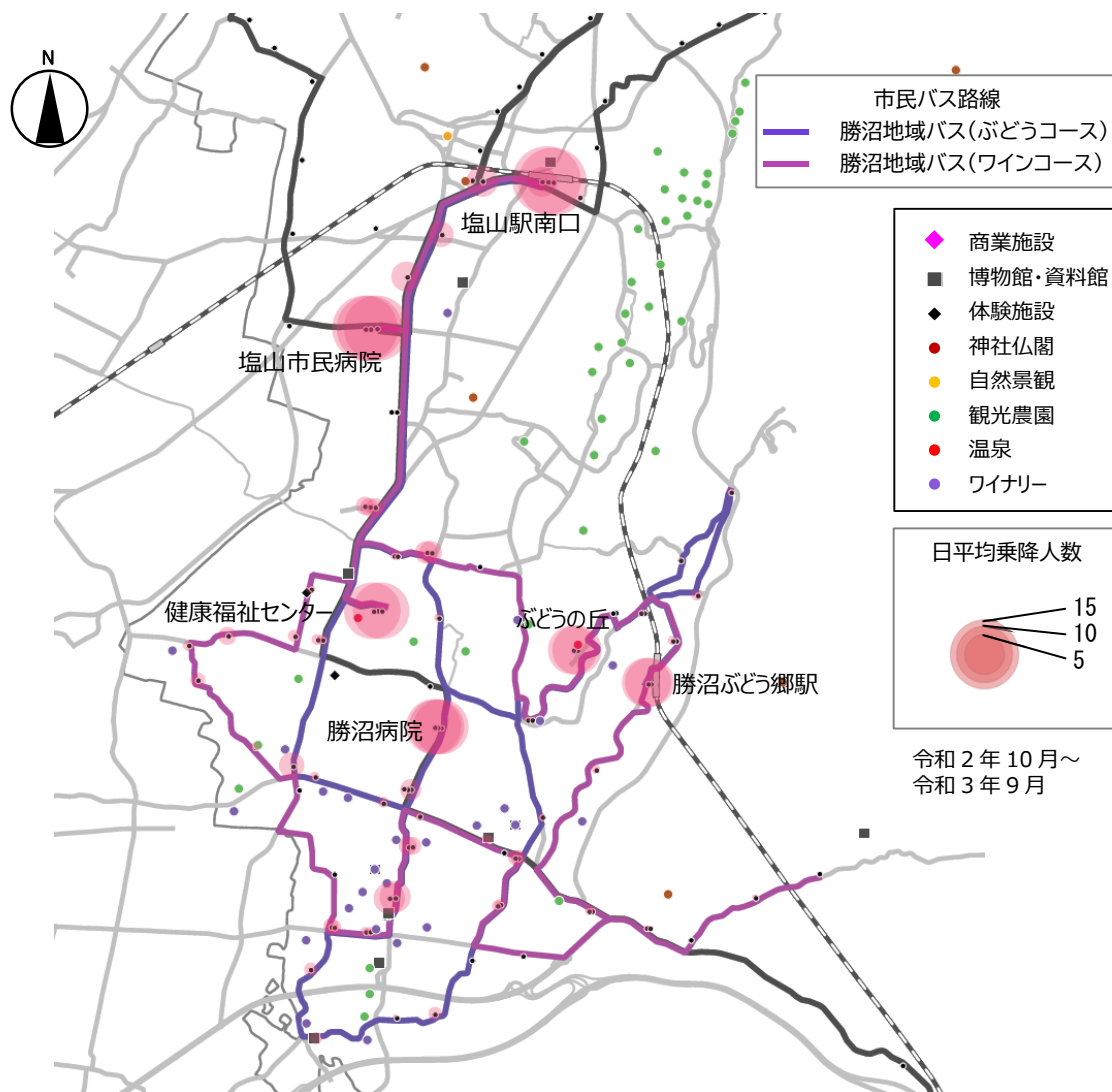 N
市民バス路線
勝沼地域バス(ぶどうコース)
勝沼地域バス(ワインコース)
塩山駅南口
商業施設
博物館・資料館
体験施設
神社仏閣
自然景観
観光農園
温泉
ワイナリー
塩山市民病院
日平均乗降人数
15
10
5
健康福祉センター
ぶどうの丘
勝沼ぶどう郷駅
勝沼病院
令和2年10月~
令和3年9月